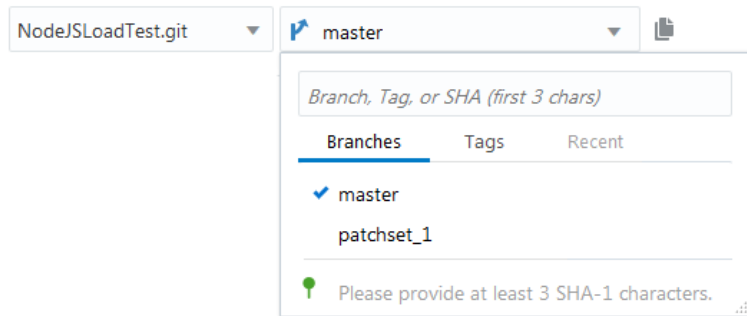 NodeJSLoadTest.git master
Branch, Tag, or SHA (first 3 chars)
Branches Tags Recent
master
patchset_1
Please provide at least 3 SHA-1 characters.